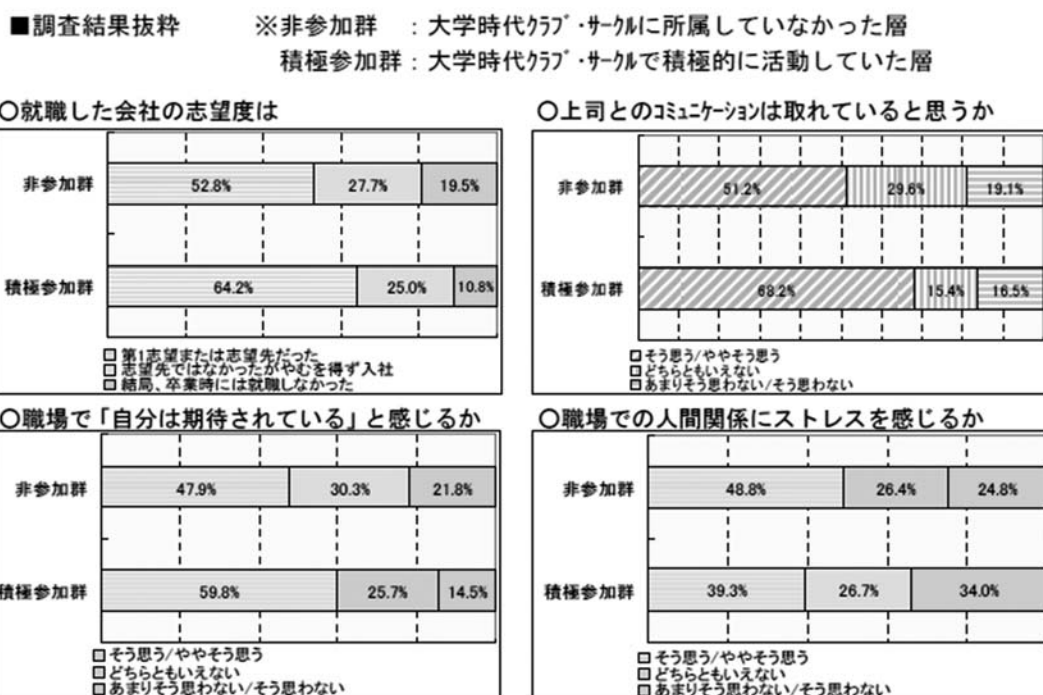 ■調査結果抜粋 ※非参加群 ：大学時代ｸﾗﾌﾞ・ｻｰｸﾙに所属していなかった層
積極参加群：大学時代ｸﾗﾌﾞ・ｻｰｸﾙで積極的に活動していた層
○就職した会社の志望度は
非参加群 52.8% 27.7% 19.5%
積極参加群 64.2% 25.0% 10.8%
第1志望または志望先だった
志望先ではなかったがやむを得ず入社
結局、卒業時には就職しなかった
○上司とのｺﾐｭﾆｹｰｼｮﾝは取れていると思うか
非参加群 51.2% 29.6% 19.1%
積極参加群 68.2% 15.4% 16.5%
そう思う/ややそう思う
どちらともいえない
あまりそう思わない/そう思わない
○職場で「自分は期待されている」と感じるか
非参加群 47.9% 30.3% 21.8%
積極参加群 59.8% 25.7% 14.5%
そう思う/ややそう思う
どちらともいえない
あまりそう思わない/そう思わない
○職場での人間関係にストレスを感じるか
非参加群 48.8% 26.4% 24.8%
積極参加群 39.3% 26.7% 34.0%
そう思う/ややそう思う
どちらともいえない
あまりそう思わない/そう思わない